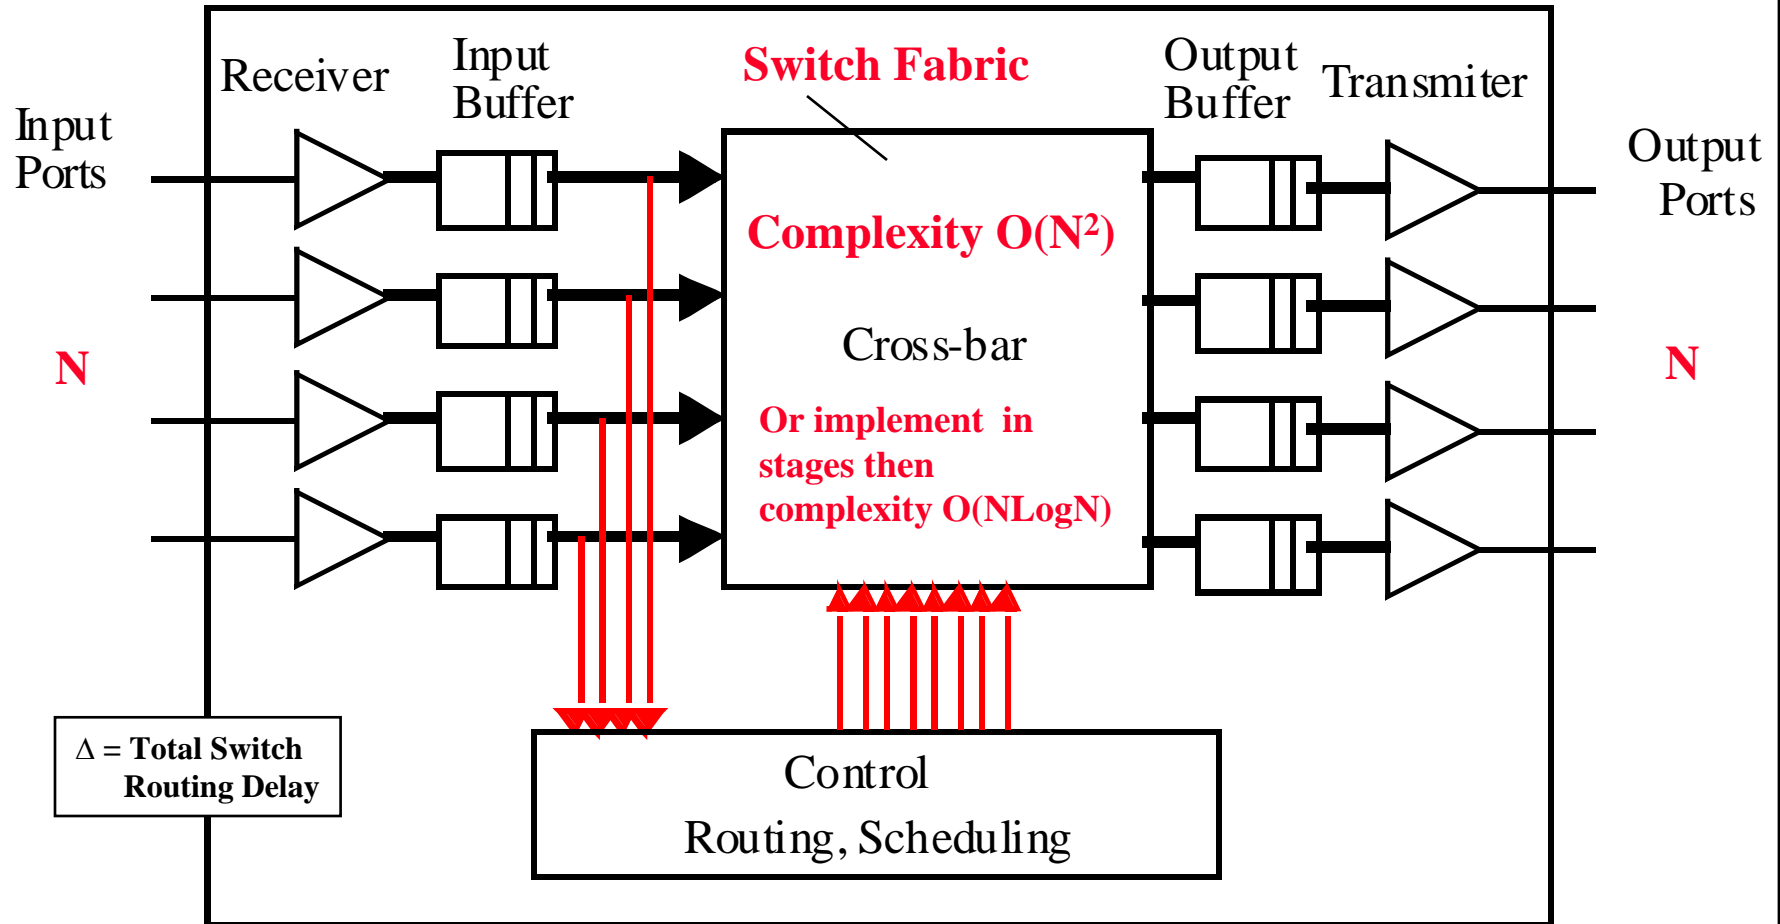 Receiver
Input
Buffer
Switch Fabric
Output
Buffer
Transmiter
Input
Ports
Output
Ports
Complexity O(N²)
Cross-bar
N
N
Or implement in
stages then
complexity O(NLogN)
Δ = Total Switch
Routing Delay
Control
Routing, Scheduling